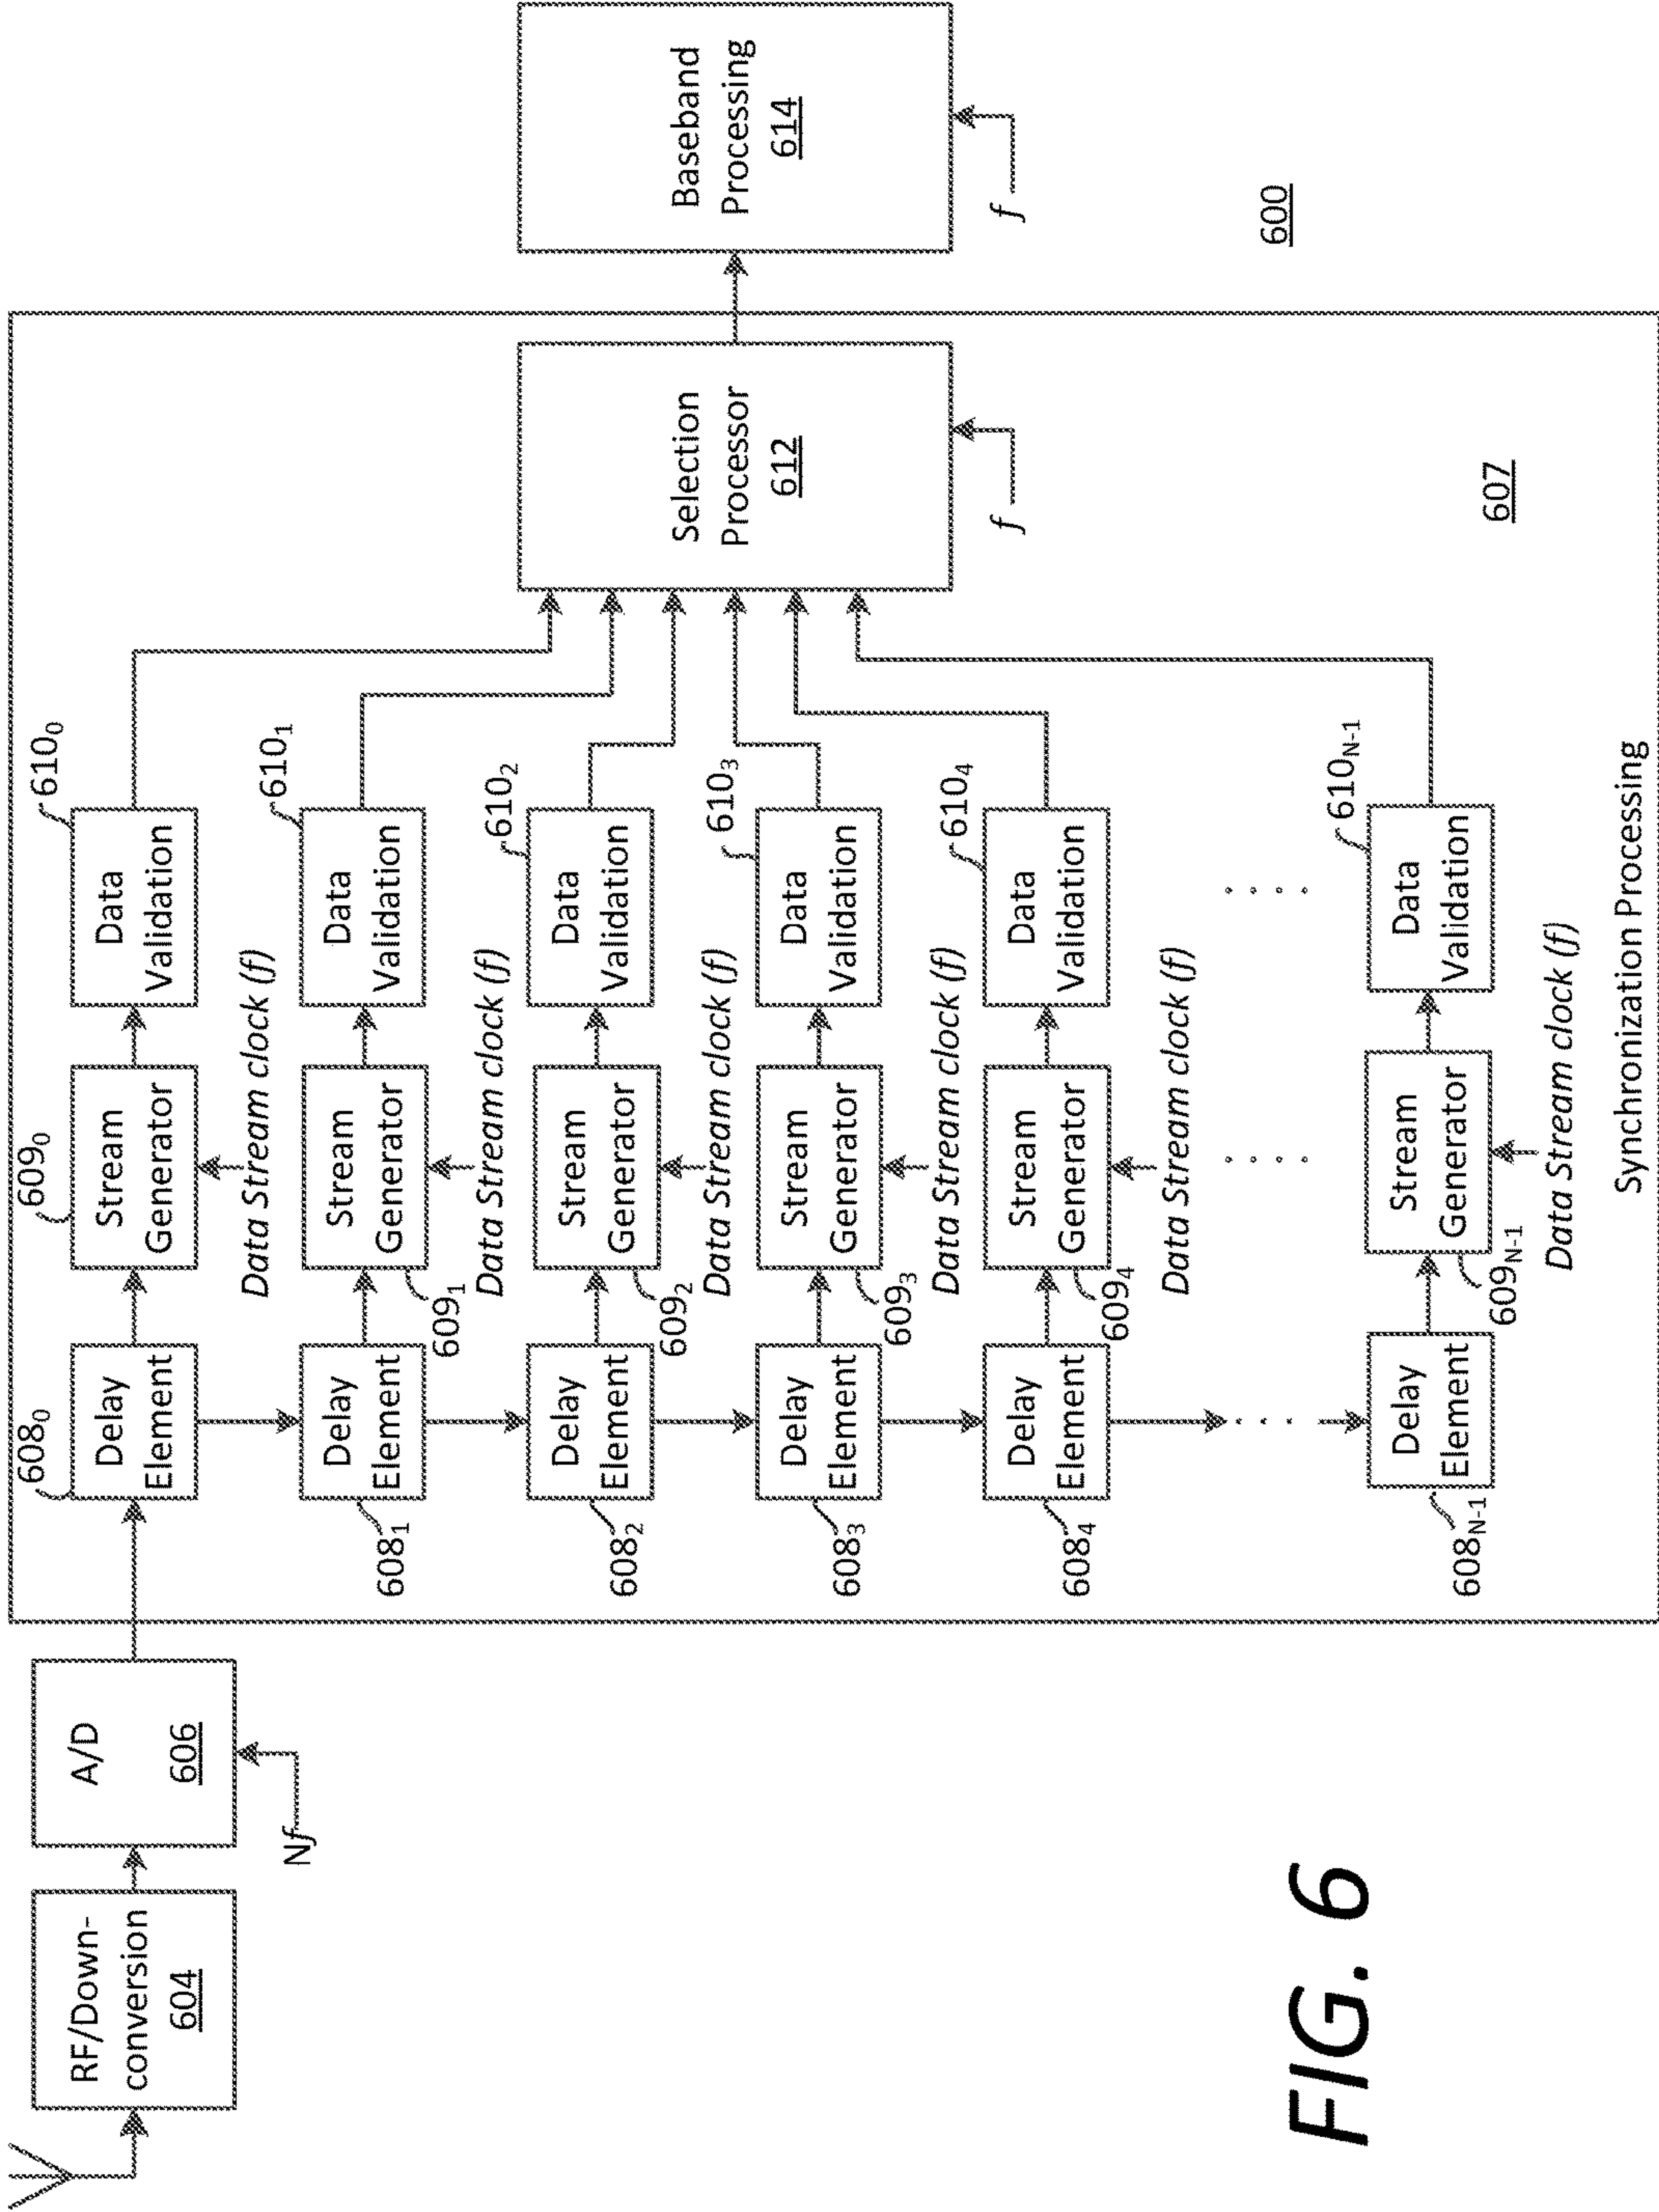 RF/Down-
conversion
604
A/D
606
Nf
608₀
Delay
Element
609₀
Stream
Generator
Data Stream clock (f)
610₀
Data
Validation
608₁
Delay
Element
609₁
Stream
Generator
Data Stream clock (f)
610₁
Data
Validation
608₂
Delay
Element
609₂
Stream
Generator
Data Stream clock (f)
610₂
Data
Validation
608₃
Delay
Element
609₃
Stream
Generator
Data Stream clock (f)
610₃
Data
Validation
608₄
Delay
Element
609₄
Stream
Generator
Data Stream clock (f)
610₄
Data
Validation
. . . .
. . . .
. . . .
608N-1
Delay
Element
609N-1
Stream
Generator
Data Stream clock (f)
610N-1
Data
Validation
Selection
Processor
612
f
607
Synchronization Processing
Baseband
Processing
614
f
600
FIG. 6